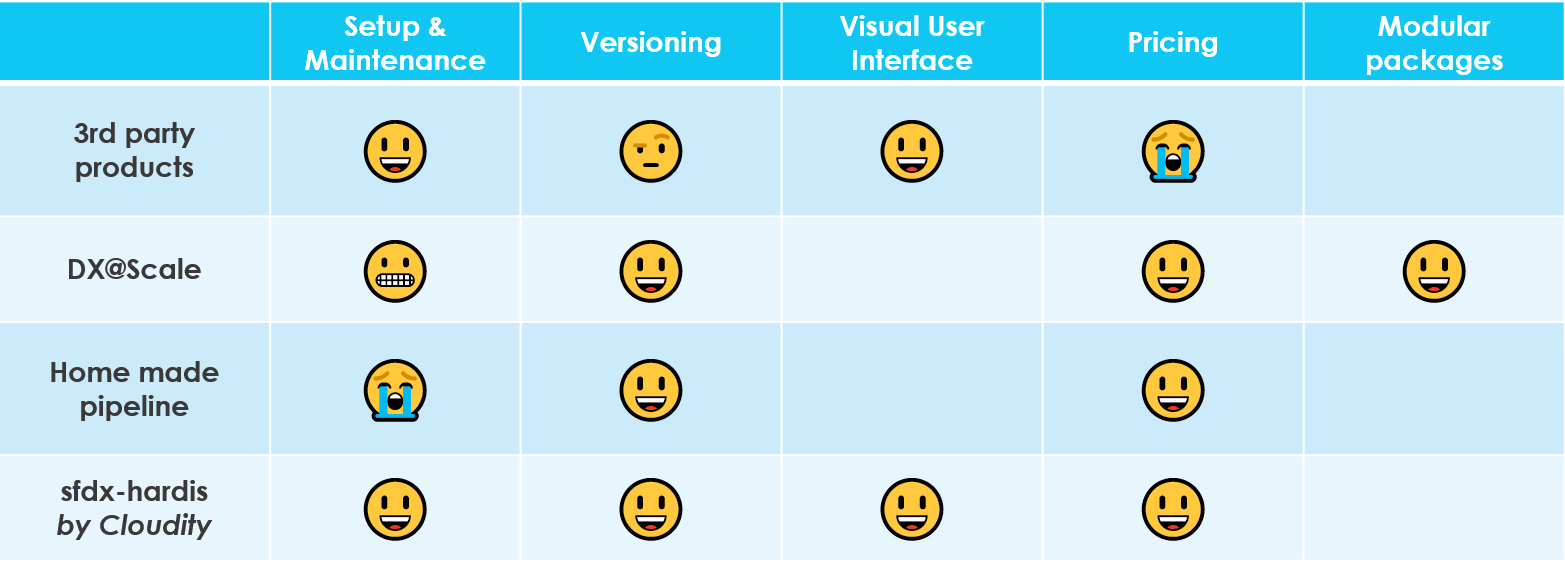 Setup &
Maintenance
Versioning
Visual User
Interface
Pricing
Modular
packages
3rd party
products
DX@Scale
Home made
pipeline
sfdx-hardis
by Cloudity